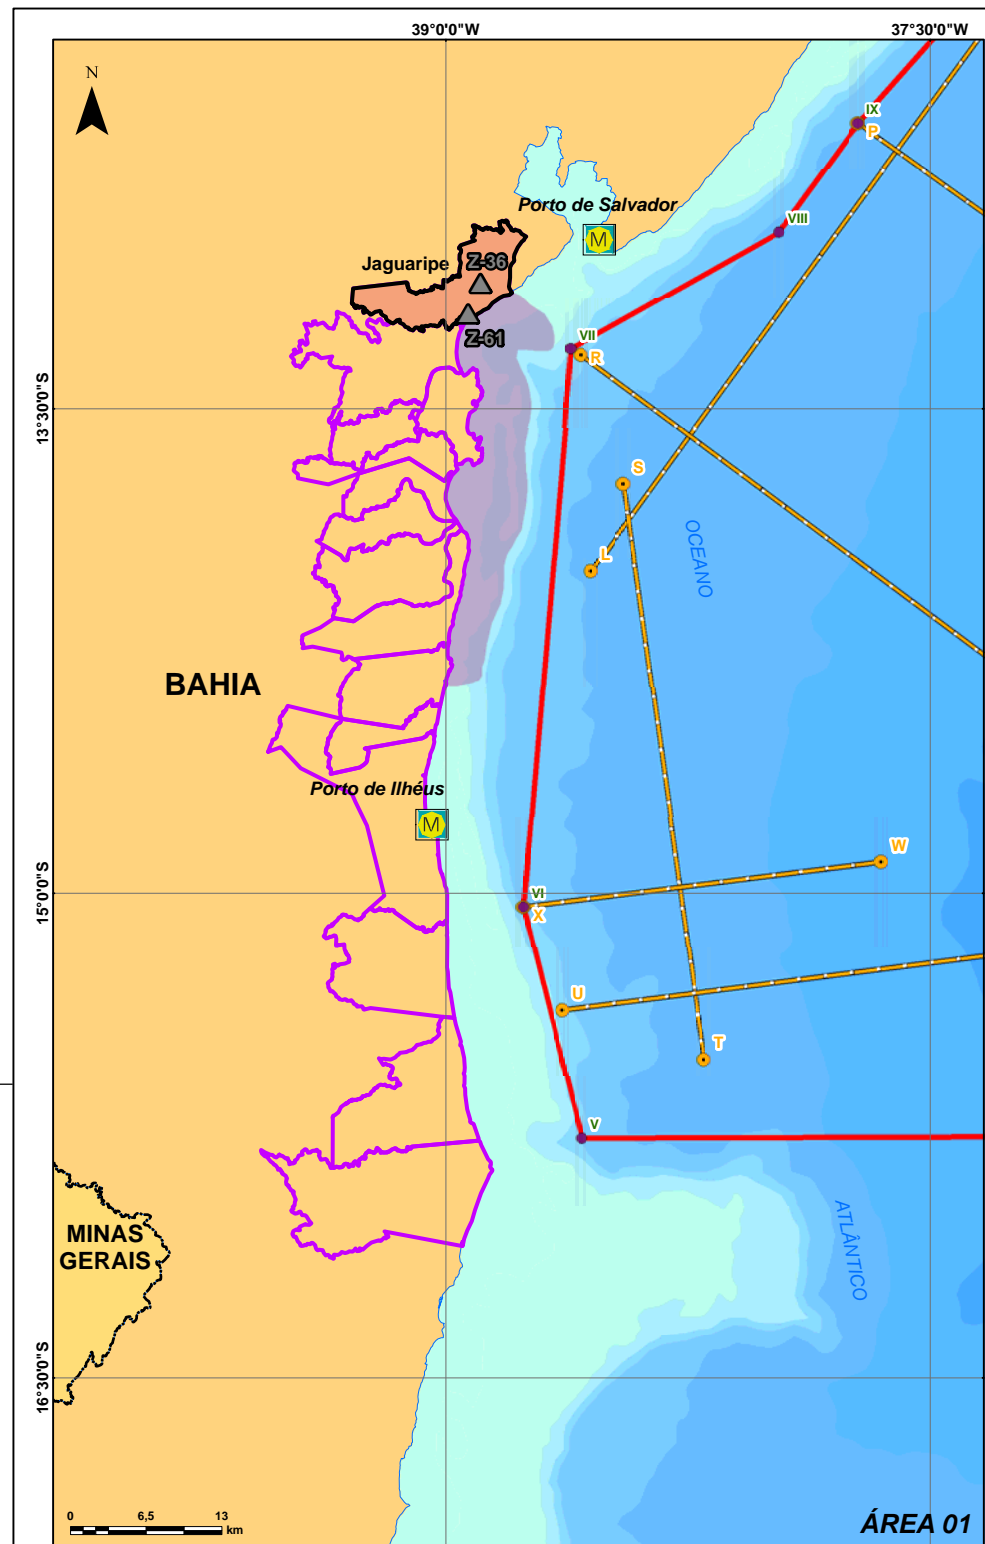 39°0'0"W
37°30'0"W
N
IX
P
Porto de Salvador
VIII
M
Jaguaripe
Z-36
Z-61
VII
R
13°30'0"S
S
OCEANO
L
BAHIA
Porto de Ilhéus
M
W
15°0'0"S
VI
X
U
T
V
ATLÂNTICO
MINAS
GERAIS
16°30'0"S
0 6,5 13
km
ÁREA 01